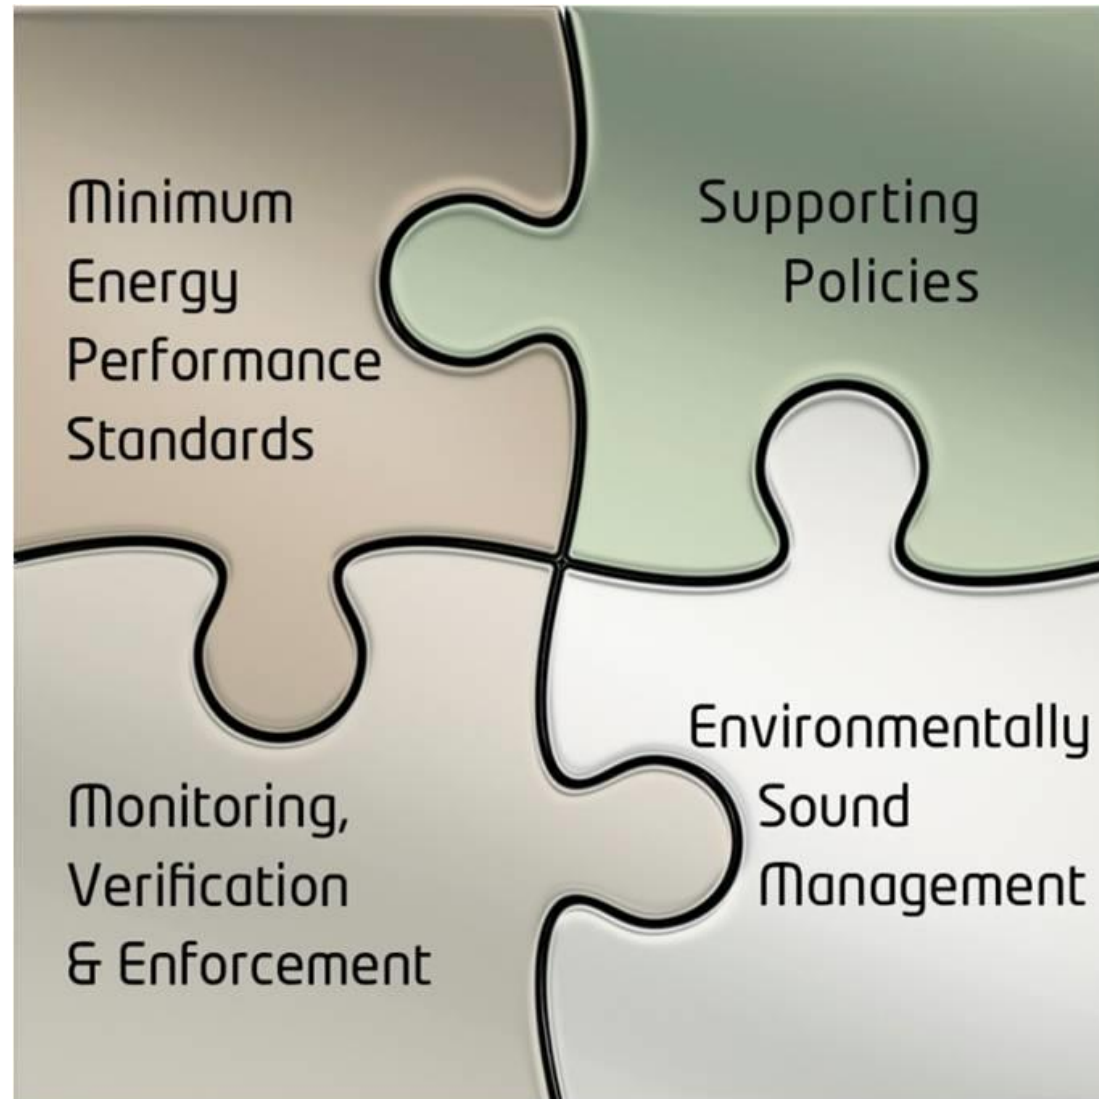 Minimum
Energy
Performance
Standards
Supporting
Policies
Monitoring,
Verification
& Enforcement
Environmentally
Sound
Management